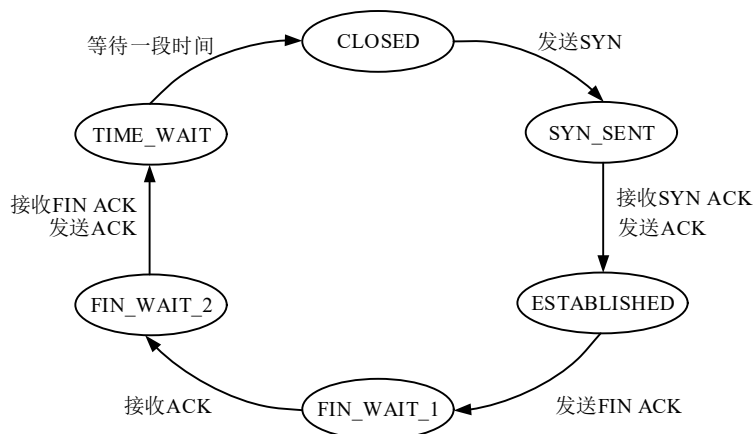 CLOSED
等待一段时间
发送SYN
TIME_WAIT
SYN_SENT
接收FIN ACK
发送ACK
接收SYN ACK
发送ACK
FIN_WAIT_2
ESTABLISHED
接收ACK
FIN_WAIT_1
发送FIN ACK